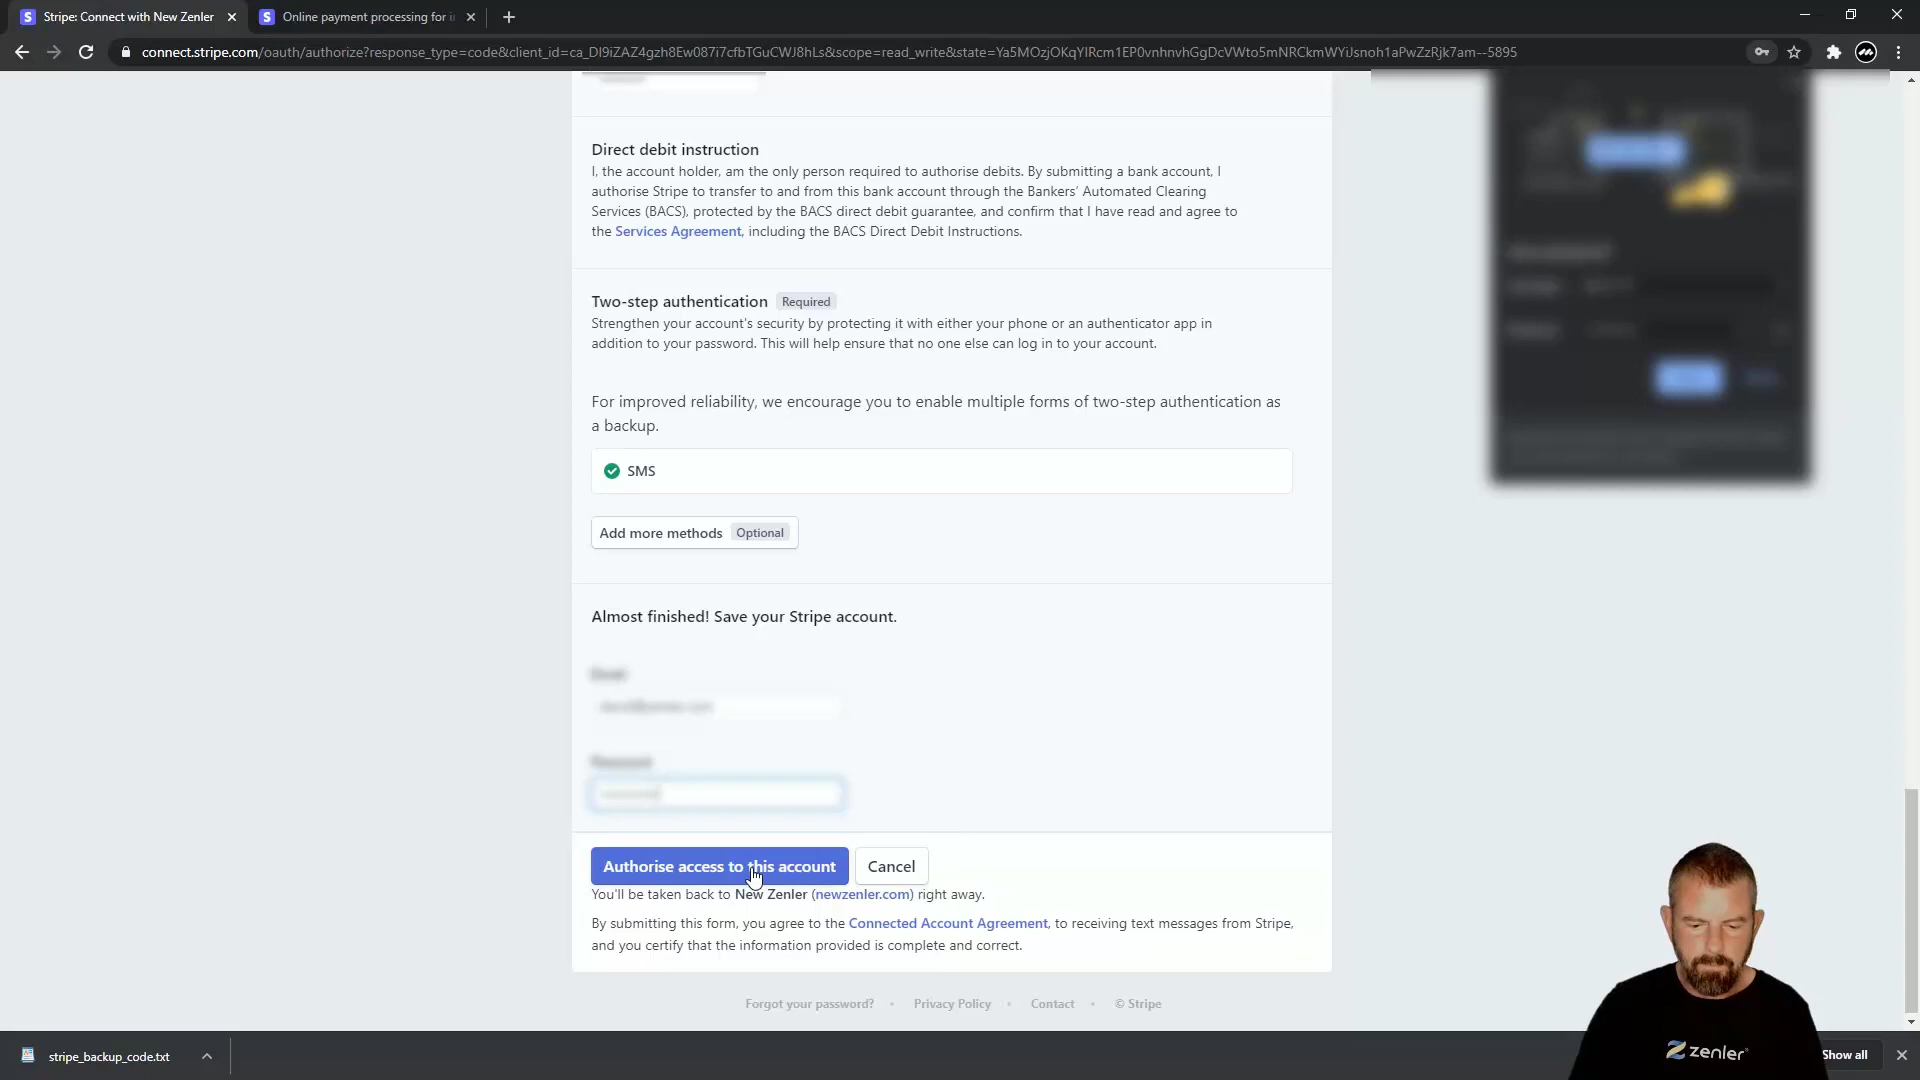 Stripe: Connect with New Zenler
Online payment processing for i
connect.stripe.com/oauth/authorize?response_type=code&client_id=ca_Dl9iZAZ4gzh8Ew087i7cfbTGuCWJ8hLs&scope=read_write&state=Ya5MOzjOKqYlRcm1EP0vnhnvhGgDcVWto5mNRCkmWYiJsnoh1aPwZzRjk7am--5895
Direct debit instruction
I, the account holder, am the only person required to authorise debits. By submitting a bank account, I
authorise Stripe to transfer to and from this bank account through the Bankers' Automated Clearing
Services (BACS), protected by the BACS direct debit guarantee, and confirm that I have read and agree to
the Services Agreement, including the BACS Direct Debit Instructions.
Two-step authentication Required
Strengthen your account's security by protecting it with either your phone or an authenticator app in
addition to your password. This will help ensure that no one else can log in to your account.
For improved reliability, we encourage you to enable multiple forms of two-step authentication as
a backup.
SMS
Add more methods Optional
Almost finished! Save your Stripe account.
Authorise access to this account Cancel
You'll be taken back to New Zenler (newzenler.com) right away.
By submitting this form, you agree to the Connected Account Agreement, to receiving text messages from Stripe,
and you certify that the information provided is complete and correct.
Forgot your password? • Privacy Policy • Contact • © Stripe
stripe_backup_code.txt
zenler
Show all